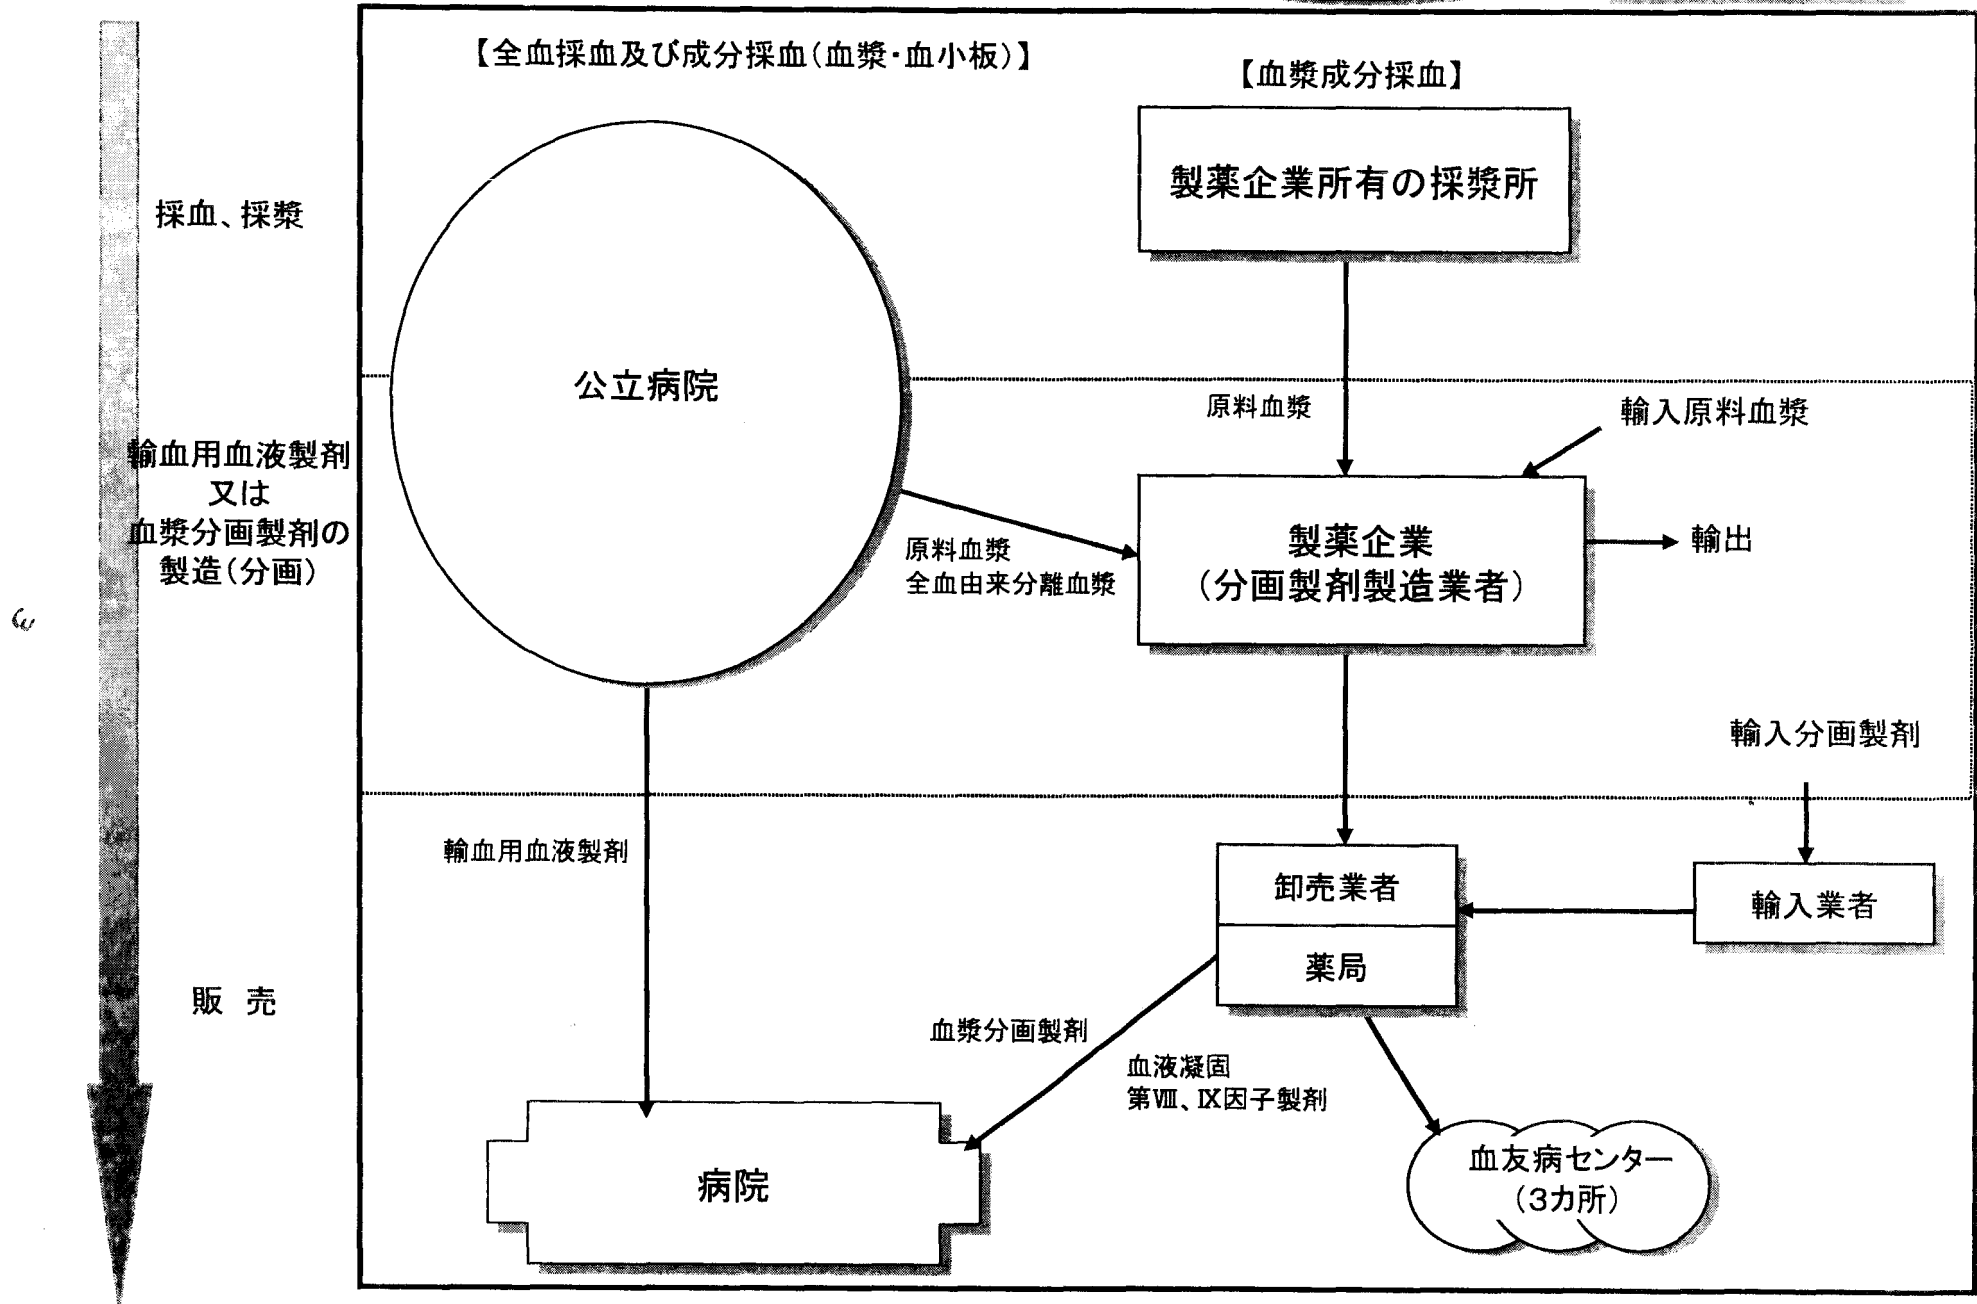 【全血採血及び成分採血(血漿・血小板)】
【血漿成分採血】
製薬企業所有の採漿所
採血、採漿
公立病院
原料血漿
輸入原料血漿
輸血用血液製剤
又は
血漿分画製剤の
製造(分画)
製薬企業
(分画製剤製造業者)
輸出
原料血漿
全血由来分離血漿
輸入分画製剤
輸血用血液製剤
卸売業者
薬局
輸入業者
販 売
血漿分画製剤
血液凝固
第Ⅷ、Ⅸ因子製剤
病院
血友病センター
(3カ所)